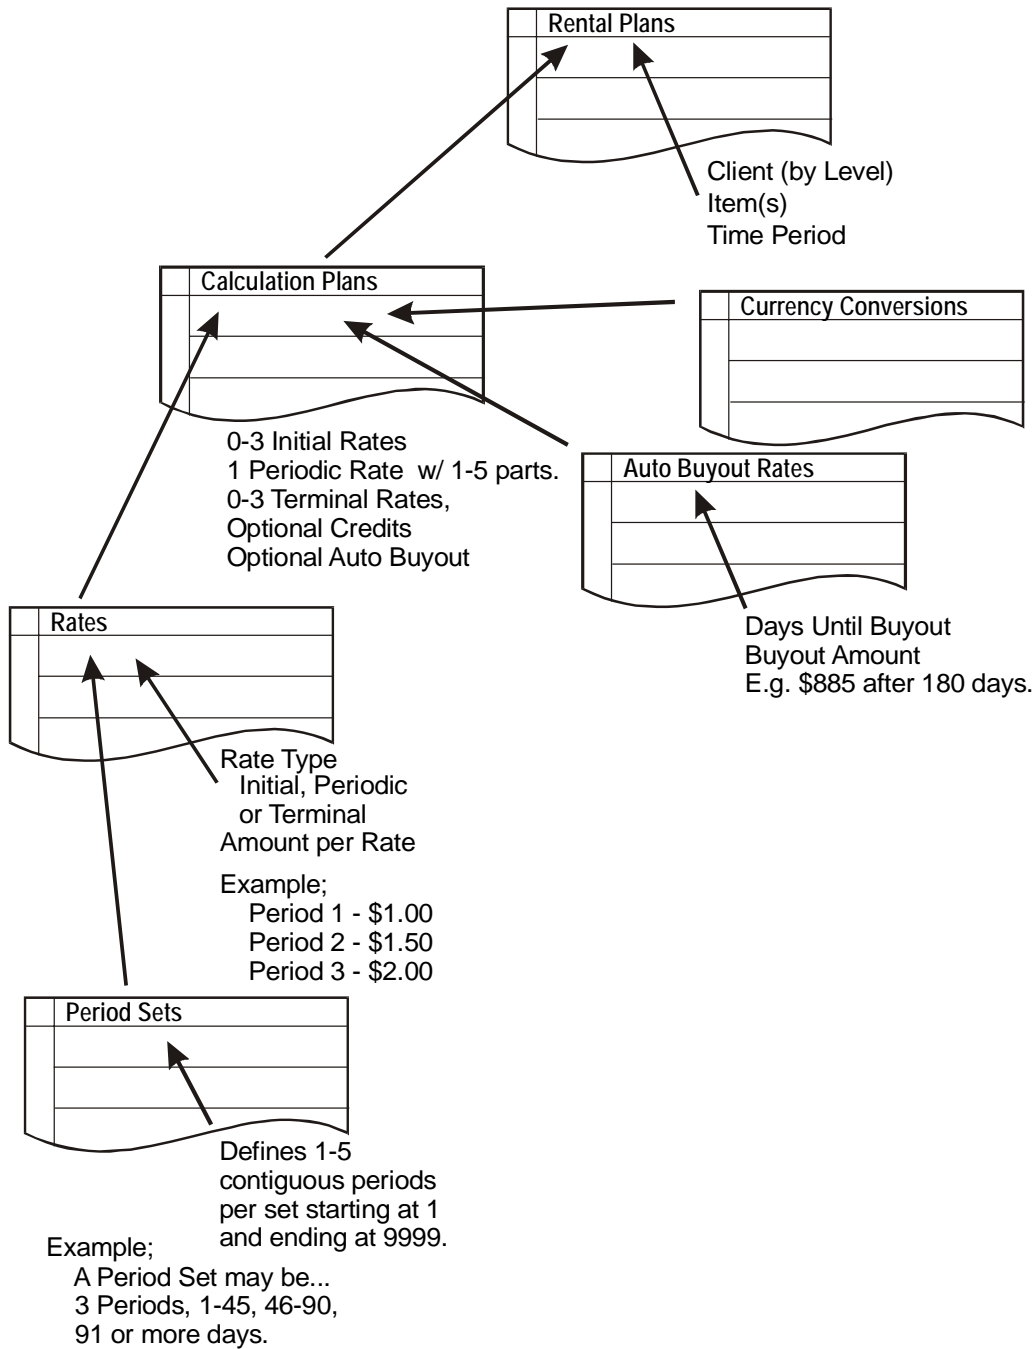 Rental Plans
Client (by Level)
Item(s)
Time Period
Calculation Plans
Currency Conversions
0-3 Initial Rates
1 Periodic Rate w/ 1-5 parts.
0-3 Terminal Rates,
Optional Credits
Optional Auto Buyout
Auto Buyout Rates
Days Until Buyout
Buyout Amount
E.g. $885 after 180 days.
Rates
Rate Type
Initial, Periodic
or Terminal
Amount per Rate
Example;
Period 1 - $1.00
Period 2 - $1.50
Period 3 - $2.00
Period Sets
Defines 1-5
contiguous periods
per set starting at 1
and ending at 9999.
Example;
A Period Set may be...
3 Periods, 1-45, 46-90,
91 or more days.